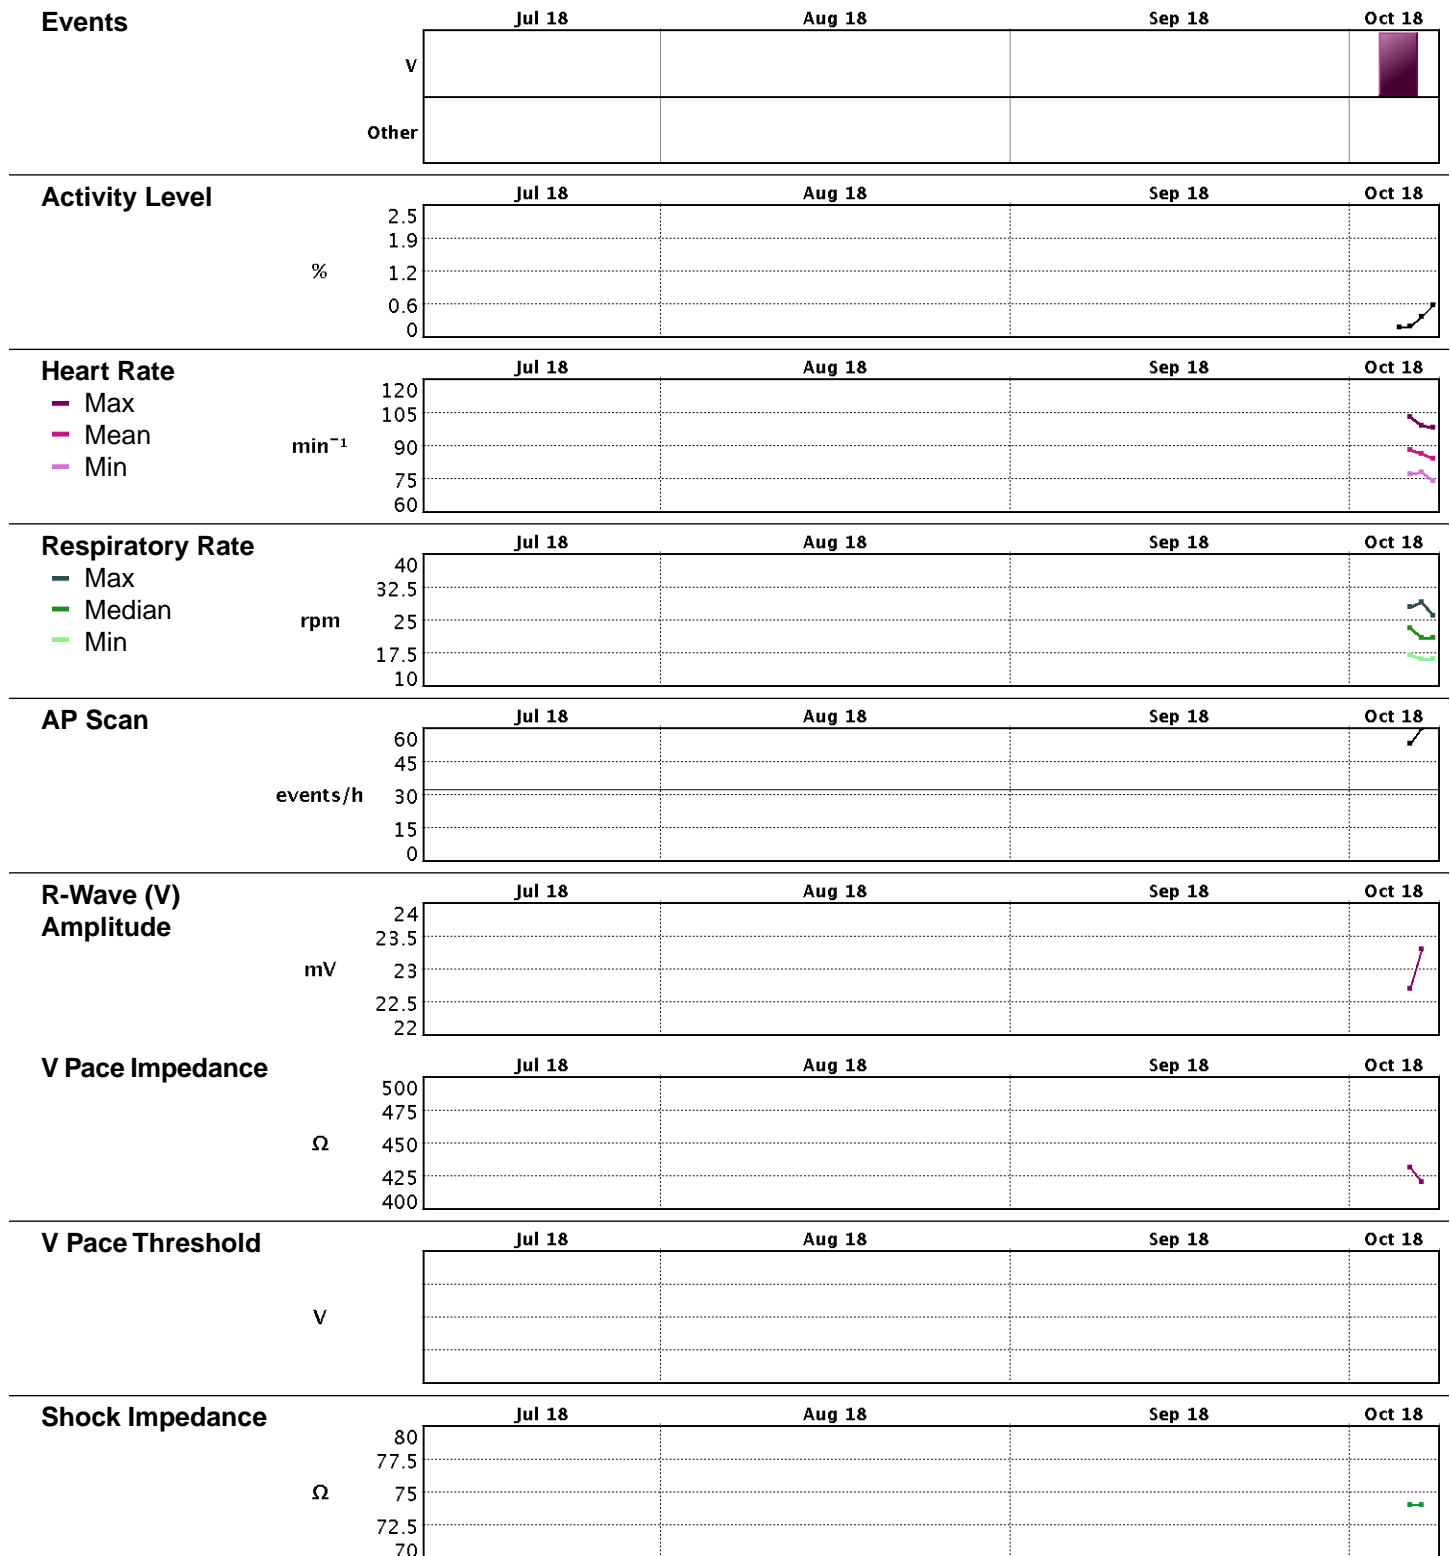 Events
Jul 18 Aug 18 Sep 18 Oct 18
V
Other
Activity Level
Jul 18 Aug 18 Sep 18 Oct 18
2.5
1.9
% 1.2
0.6
0
Heart Rate
Jul 18 Aug 18 Sep 18 Oct 18
Max
Mean
Min
120
105
min⁻¹ 90
75
60
Respiratory Rate
Jul 18 Aug 18 Sep 18 Oct 18
Max
Median
Min
40
32.5
rpm 25
17.5
10
AP Scan
Jul 18 Aug 18 Sep 18 Oct 18
60
45
events/h 30
15
0
R-Wave (V)
Amplitude
Jul 18 Aug 18 Sep 18 Oct 18
24
23.5
mV 23
22.5
22
V Pace Impedance
Jul 18 Aug 18 Sep 18 Oct 18
500
475
Ω 450
425
400
V Pace Threshold
Jul 18 Aug 18 Sep 18 Oct 18
V
Shock Impedance
Jul 18 Aug 18 Sep 18 Oct 18
80
77.5
Ω 75
72.5
70